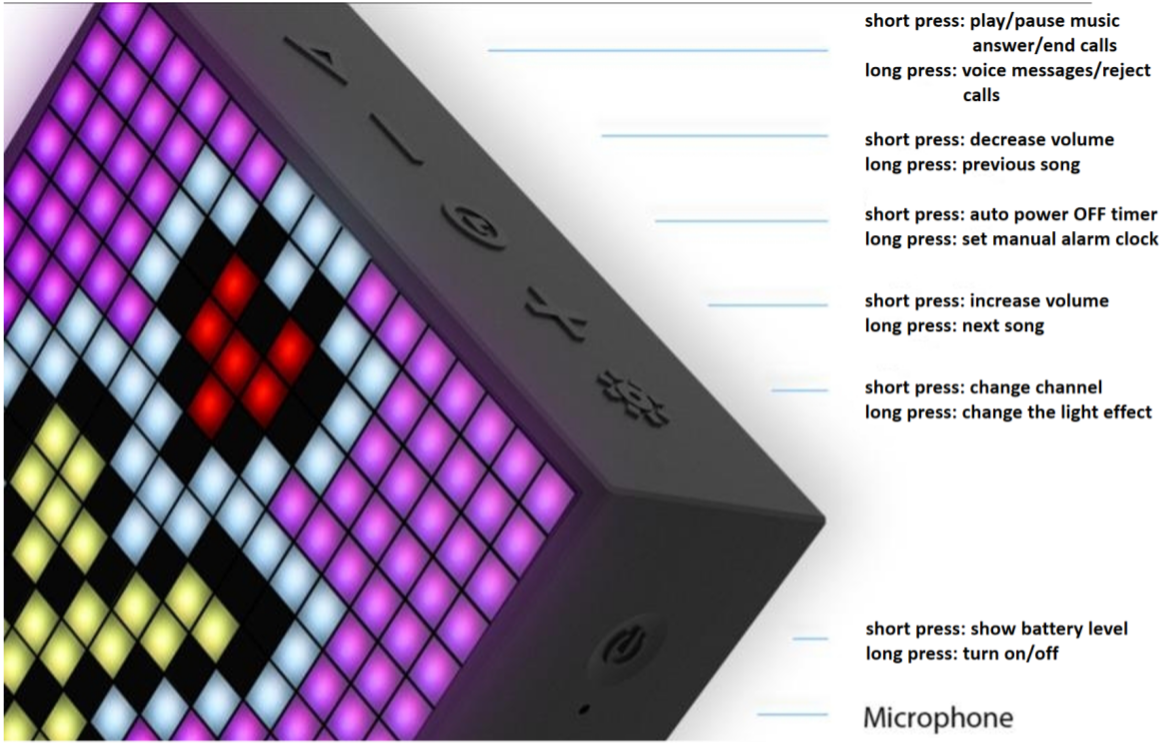 short press: play/pause music
answer/end calls
long press: voice messages/reject
calls
short press: decrease volume
long press: previous song
short press: auto power OFF timer
long press: set manual alarm clock
short press: increase volume
long press: next song
short press: change channel
long press: change the light effect
short press: show battery level
long press: turn on/off
Microphone